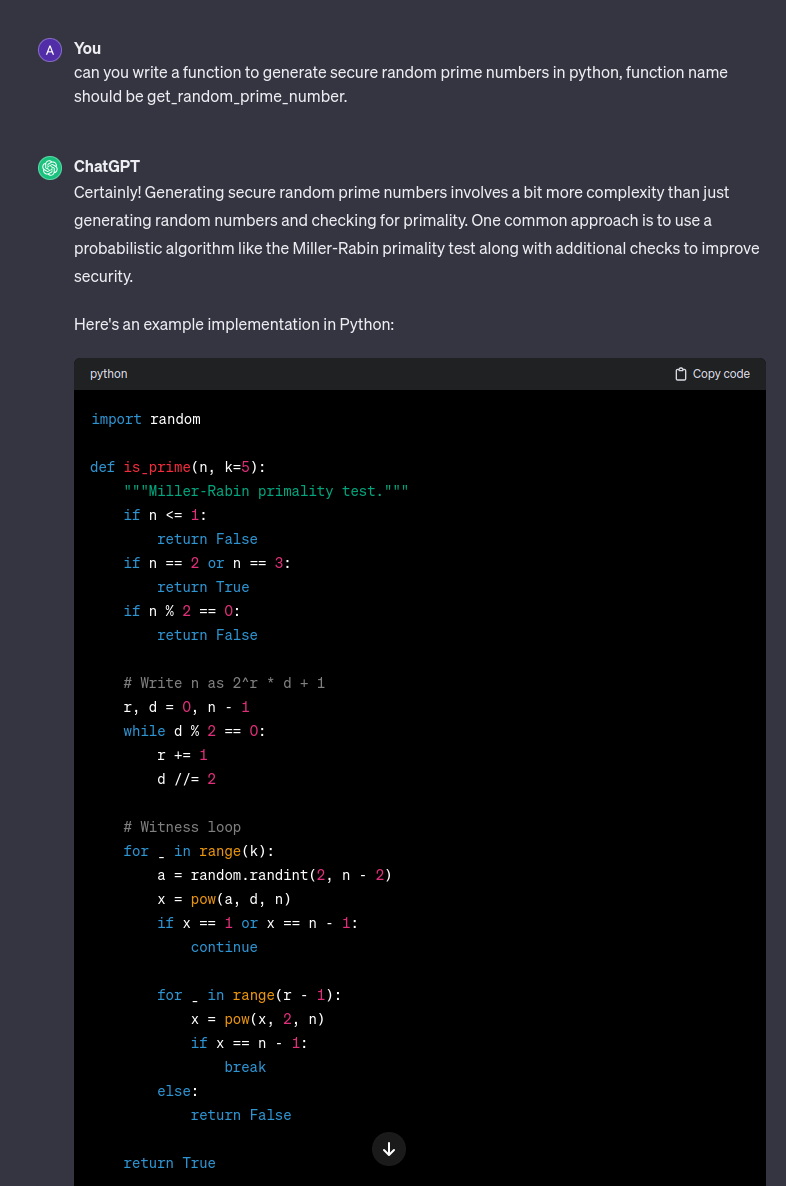 A
You
can you write a function to generate secure random prime numbers in python, function name
should be get_random_prime_number.
ChatGPT
Certainly! Generating secure random prime numbers involves a bit more complexity than just
generating random numbers and checking for primality. One common approach is to use a
probabilistic algorithm like the Miller-Rabin primality test along with additional checks to improve
security.
Here's an example implementation in Python:
python
Copy code
import random
def is_prime(n, k=5):
    """Miller-Rabin primality test."""
    if n <= 1:
        return False
    if n == 2 or n == 3:
        return True
    if n % 2 == 0:
        return False
    # Write n as 2^r * d + 1
    r, d = 0, n - 1
    while d % 2 == 0:
        r += 1
        d //= 2
    # Witness loop
    for _ in range(k):
        a = random.randint(2, n - 2)
        x = pow(a, d, n)
        if x == 1 or x == n - 1:
            continue
        for _ in range(r - 1):
            x = pow(x, 2, n)
            if x == n - 1:
                break
        else:
            return False
    return True